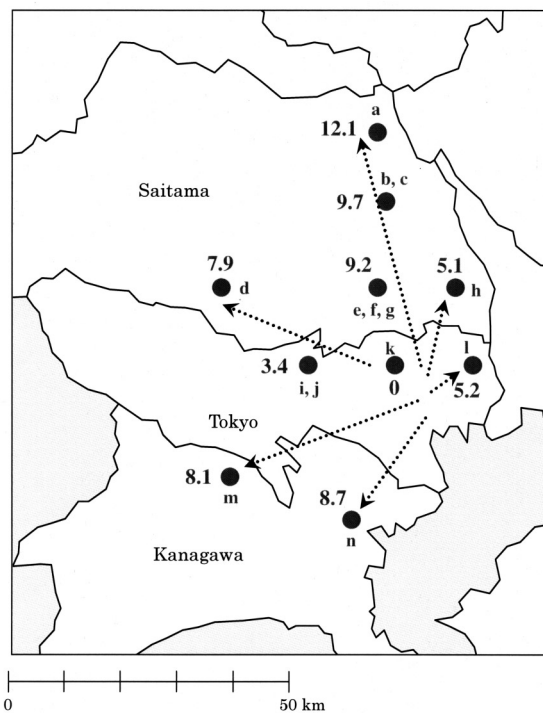 a
12.1
b, c
9.7
Saitama
7.9
d
9.2
e, f, g
5.1
h
3.4
i, j
k
0
l
5.2
Tokyo
8.1
m
8.7
n
Kanagawa
0
50 km